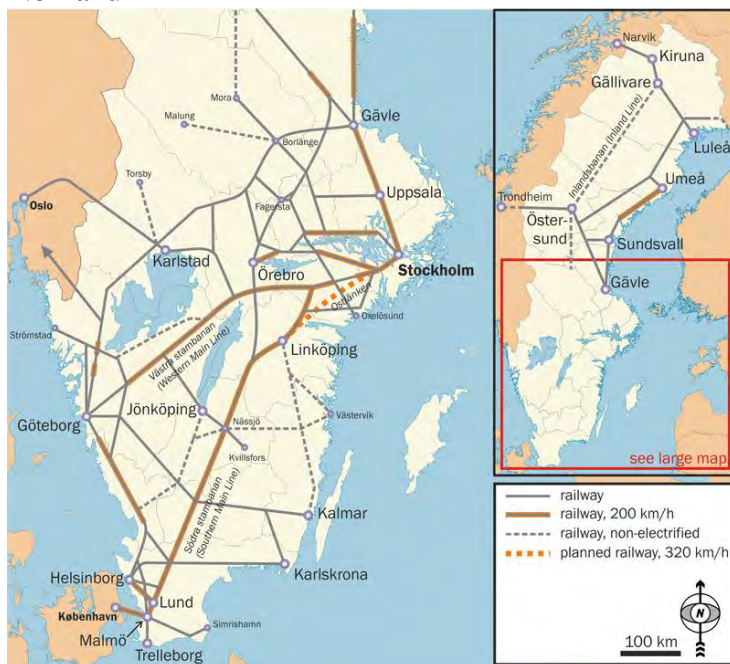 Mora
Malung
Gävle
Borlänge
Torsby
Uppsala
Oslo
Fagersta
Karlstad
Örebro
Stockholm
Ostlänken
Oxelösund
Strömstad
Västra stambanan
(Western Main Line)
Linköping
Göteborg
Jönköping
Nässjö
Västervik
Kvillsfors
Södra stambanan
(Southern Main Line)
Kalmar
Helsinborg
Karlskrona
Lund
København
Malmö
Simrishamn
Trelleborg
Narvik
Kiruna
Gällivare
Inlandsbanan (Inland Line)
Luleå
Umeå
Trondheim
Öster-
sund
Sundsvall
Gävle
see large map
railway
railway, 200 km/h
railway, non-electrified
planned railway, 320 km/h
N
100 km